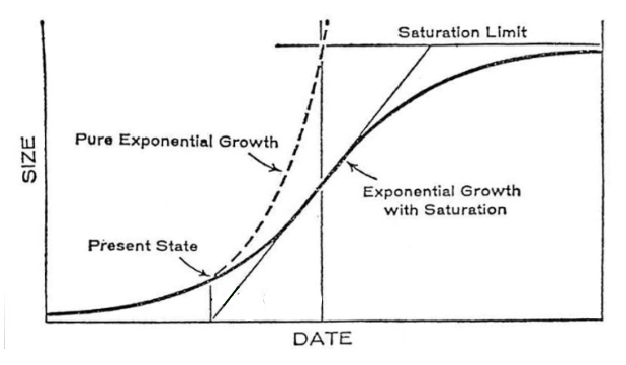 Saturation Limit
Pure Exponential Growth
SIZE
Exponential Growth
with Saturation
Present State
DATE